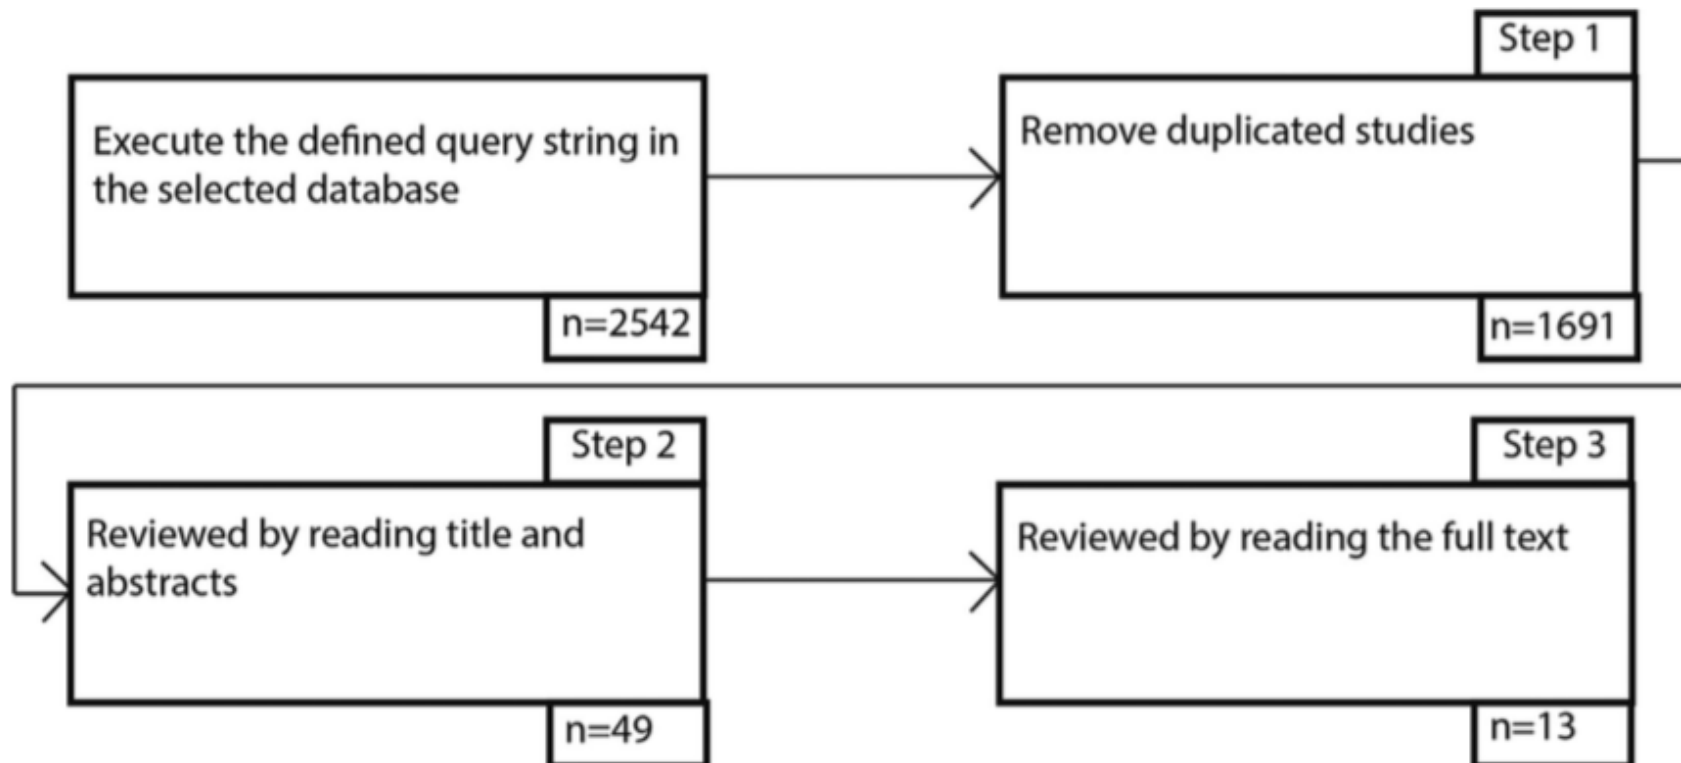 Execute the defined query string in
the selected database
n=2542
Step 1
Remove duplicated studies
n=1691
Step 2
Reviewed by reading title and
abstracts
n=49
Step 3
Reviewed by reading the full text
n=13